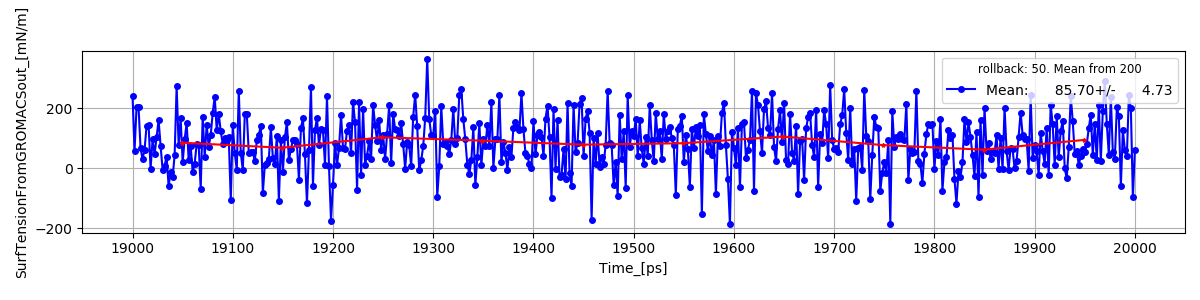 SurfTensionFromGROMACSout_[mN/m]
200
0
−200
rollback: 50. Mean from 200
Mean: 85.70+/- 4.73
19000 19100 19200 19300 19400 19500 19600 19700 19800 19900 20000
Time_[ps]